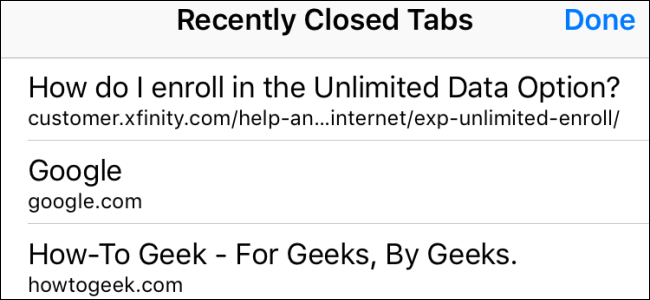 Recently Closed Tabs Done
How do I enroll in the Unlimited Data Option?
customer.xfinity.com/help-an...internet/exp-unlimited-enroll/
Google
google.com
How-To Geek - For Geeks, By Geeks.
howtogeek.com